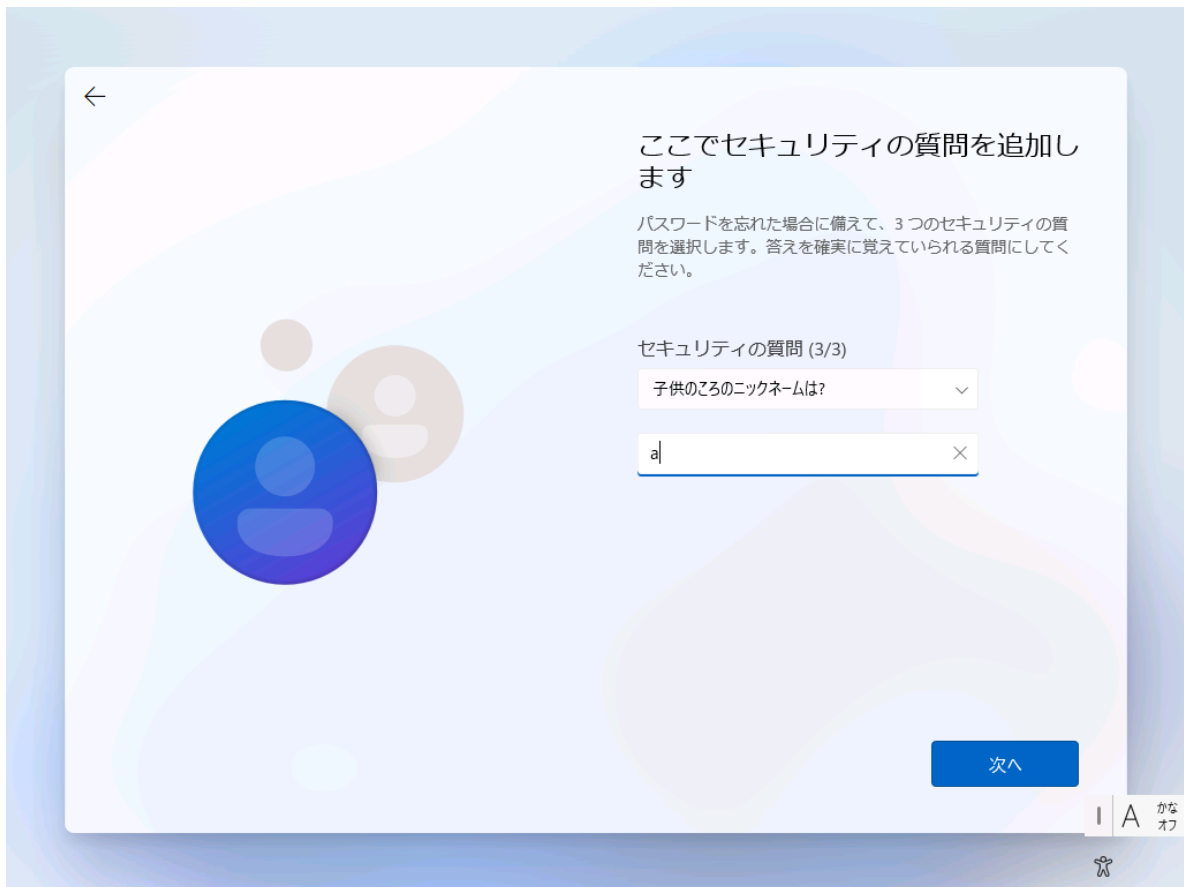 ここでセキュリティの質問を追加し
ます
パスワードを忘れた場合に備えて、3 つのセキュリティの質
問を選択します。答えを確実に覚えていられる質問にしてく
ださい。
セキュリティの質問 (3/3)
子供のころのニックネームは?
a
次へ
A
かな
オフ